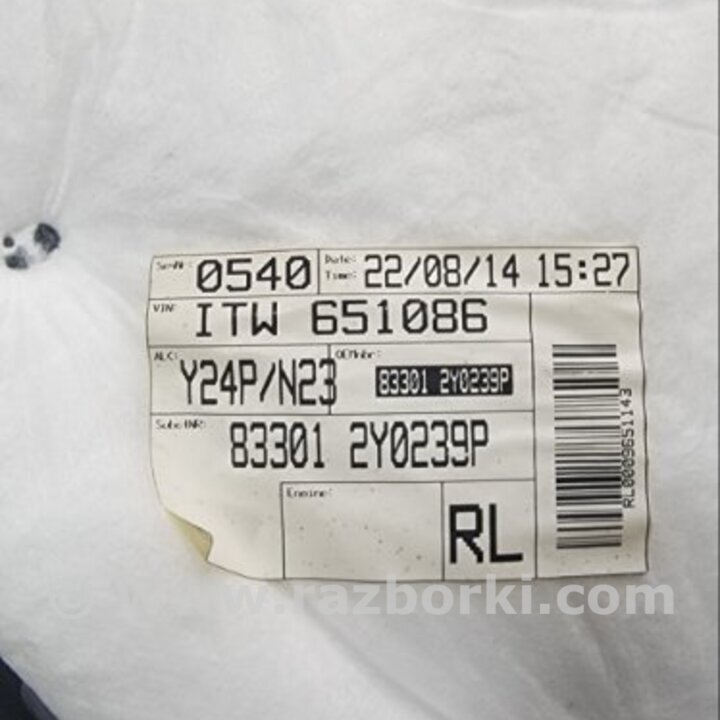 SeqNr: 0540 Date: 22/08/14 15:27
Time:
VIN: ITW 651086
ALC: Y24P/N23 OEMnbr: 83301 2Y0239P
83301 2Y0239P
Engine: RL
RL0009651143
www.razborki.com